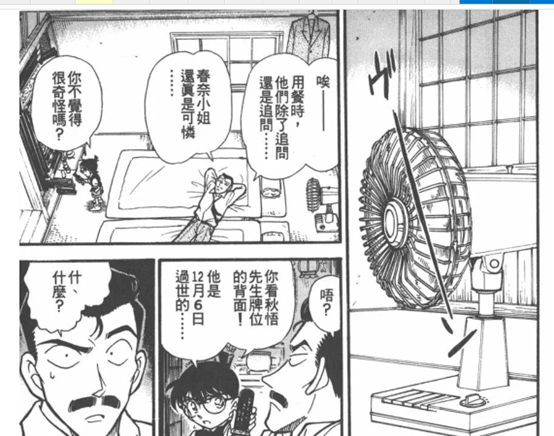 ヴ
唉──
用餐時，
他們除了追問
還是追問……
春奈小姐
還真是可憐
……
你不覺得
很奇怪嗎？
唔？
你看秋悟
先生牌位
的背面！
他是
12月6日
過世的……
什、
什麼？